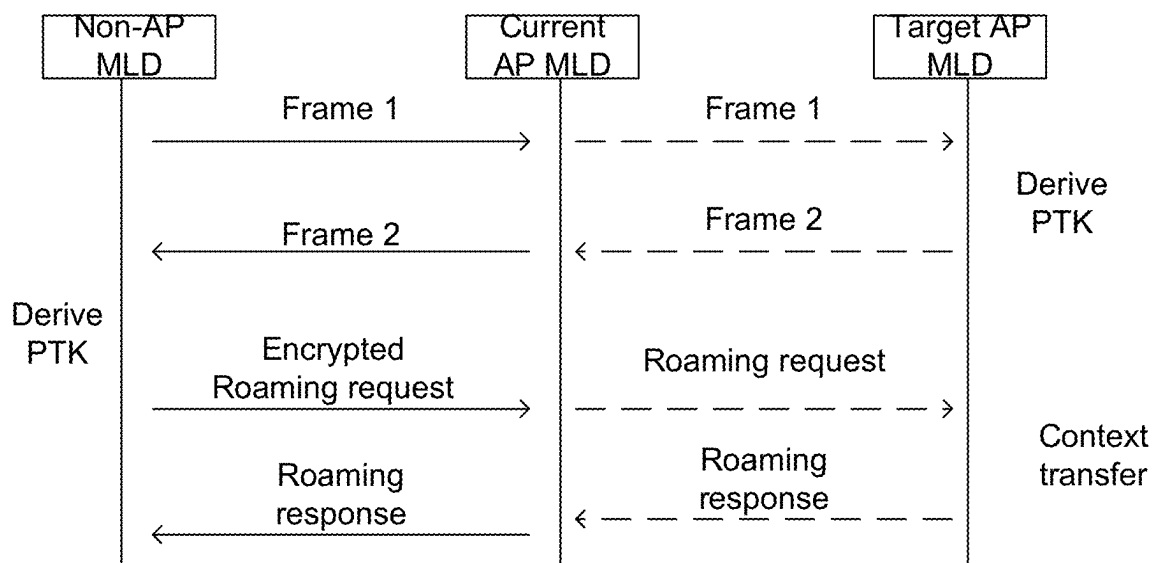 Non-AP
MLD
Current
AP MLD
Target AP
MLD
Frame 1
Frame 1
Derive
PTK
Frame 2
Frame 2
Derive
PTK
Encrypted
Roaming request
Roaming request
Context
transfer
Roaming
response
Roaming
response